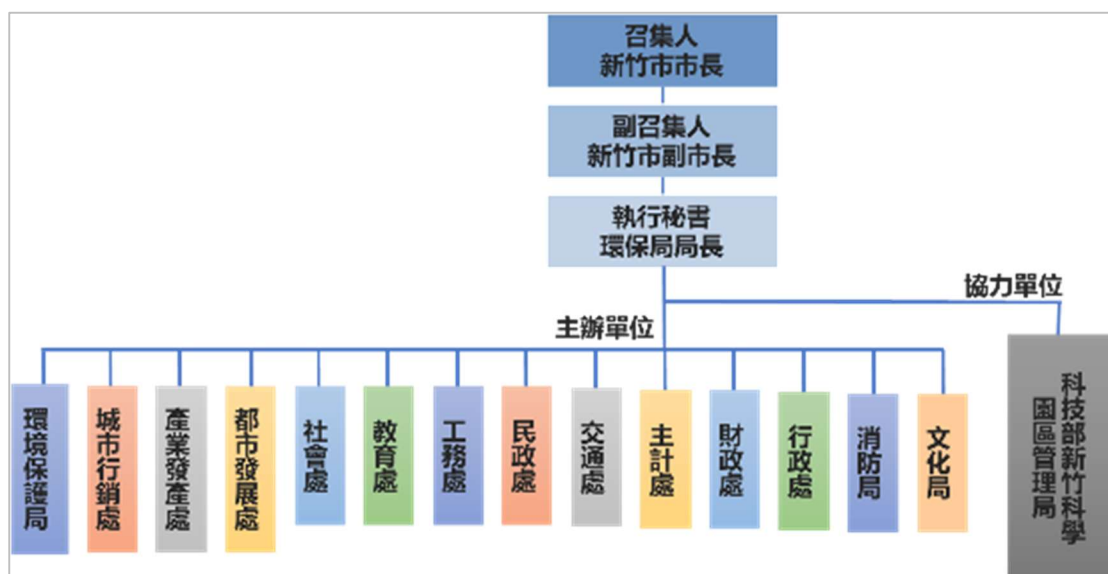 召集人
新竹市市長
副召集人
新竹市副市長
執行秘書
環保局局長
協力單位
主辦單位
環境保護局
城市行銷處
產業發產處
都市發展處
社會處
教育處
工務處
民政處
交通處
主計處
財政處
行政處
消防局
文化局
科技部新竹科學
園區管理局